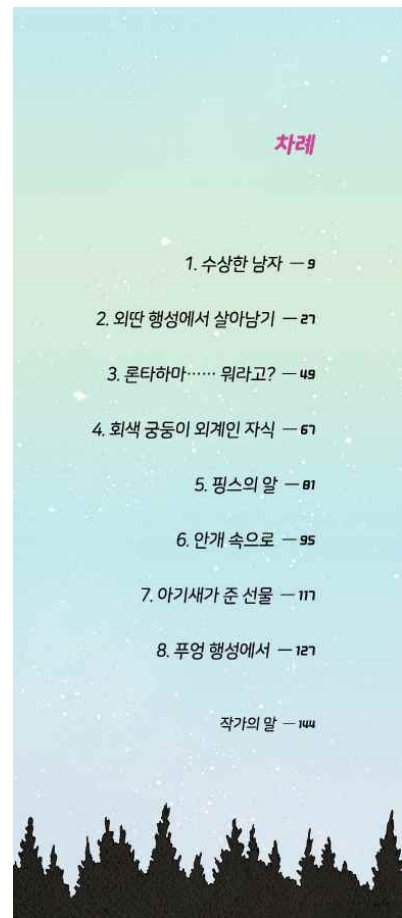 차례
1. 수상한 남자 — 9
2. 외딴 행성에서 살아남기 — 27
3. 론타하마…… 뭐라고? — 49
4. 회색 궁둥이 외계인 자식 — 67
5. 핑스의 말 — 81
6. 안개 속으로 — 95
7. 아기새가 준 선물 — 117
8. 푸엉 행성에서 — 127
작가의 말 — 144